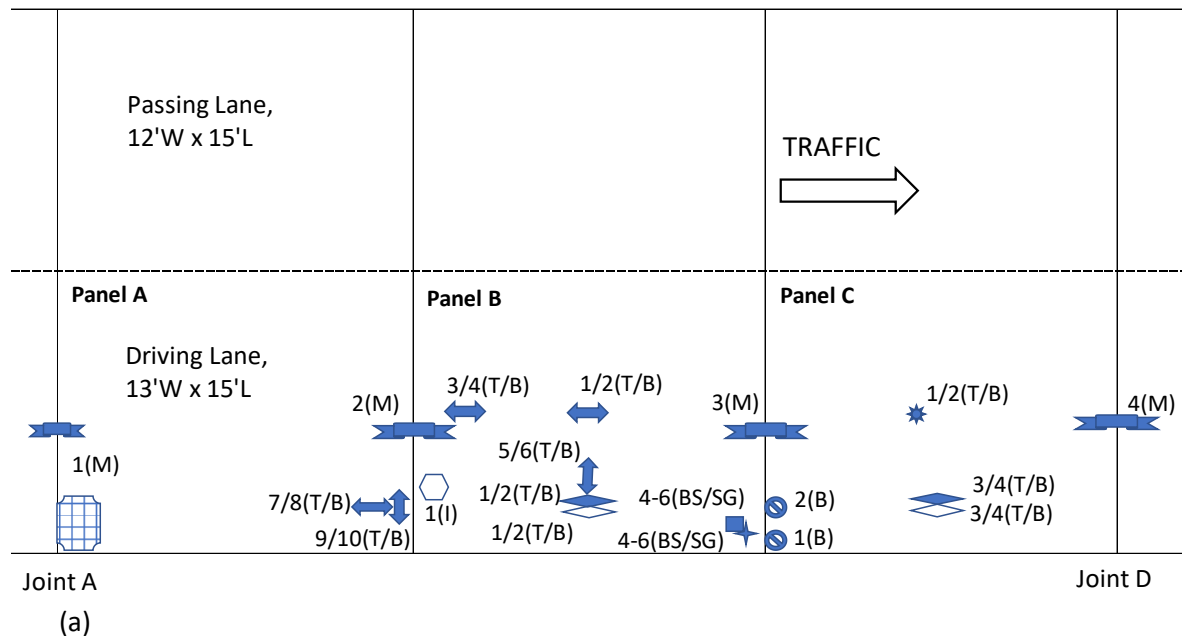 Passing Lane,
12'W x 15'L
TRAFFIC
Panel A
Panel B
Panel C
Driving Lane,
13'W x 15'L
3/4(T/B)
1/2(T/B)
1/2(T/B)
2(M)
3(M)
4(M)
1(M)
5/6(T/B)
7/8(T/B)
1(I)
1/2(T/B)
4-6(BS/SG)
2(B)
3/4(T/B)
3/4(T/B)
9/10(T/B)
1/2(T/B)
4-6(BS/SG)
1(B)
Joint A
Joint D
(a)